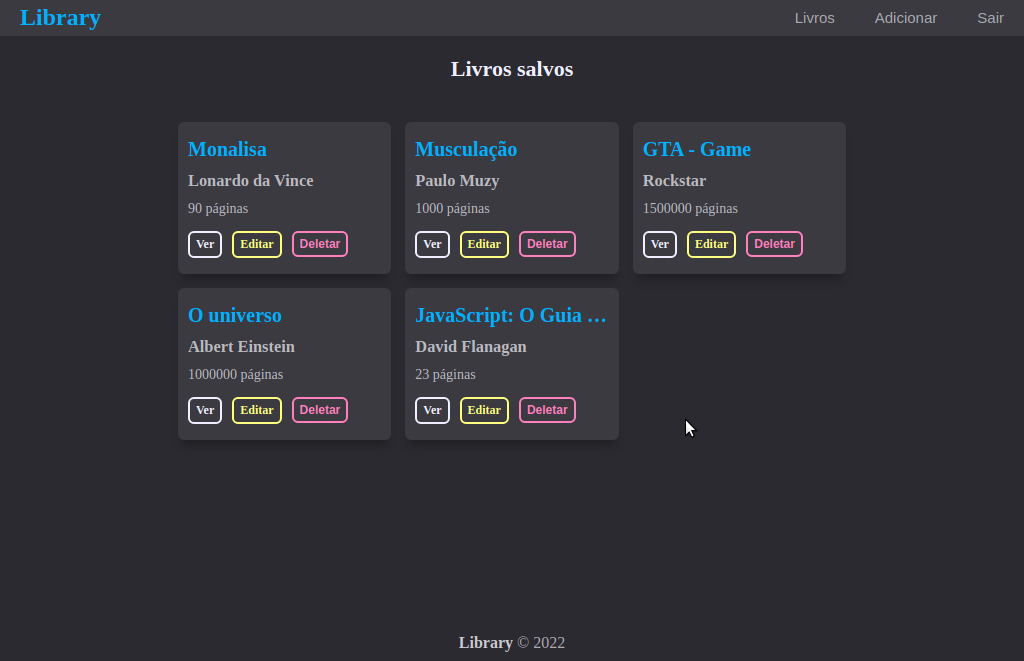 Library
Livros
Adicionar
Sair
Livros salvos
Monalisa
Lonardo da Vince
90 páginas
Ver
Editar
Deletar
Musculação
Paulo Muzy
1000 páginas
Ver
Editar
Deletar
GTA - Game
Rockstar
1500000 páginas
Ver
Editar
Deletar
O universo
Albert Einstein
1000000 páginas
Ver
Editar
Deletar
JavaScript: O Guia …
David Flanagan
23 páginas
Ver
Editar
Deletar
Library © 2022